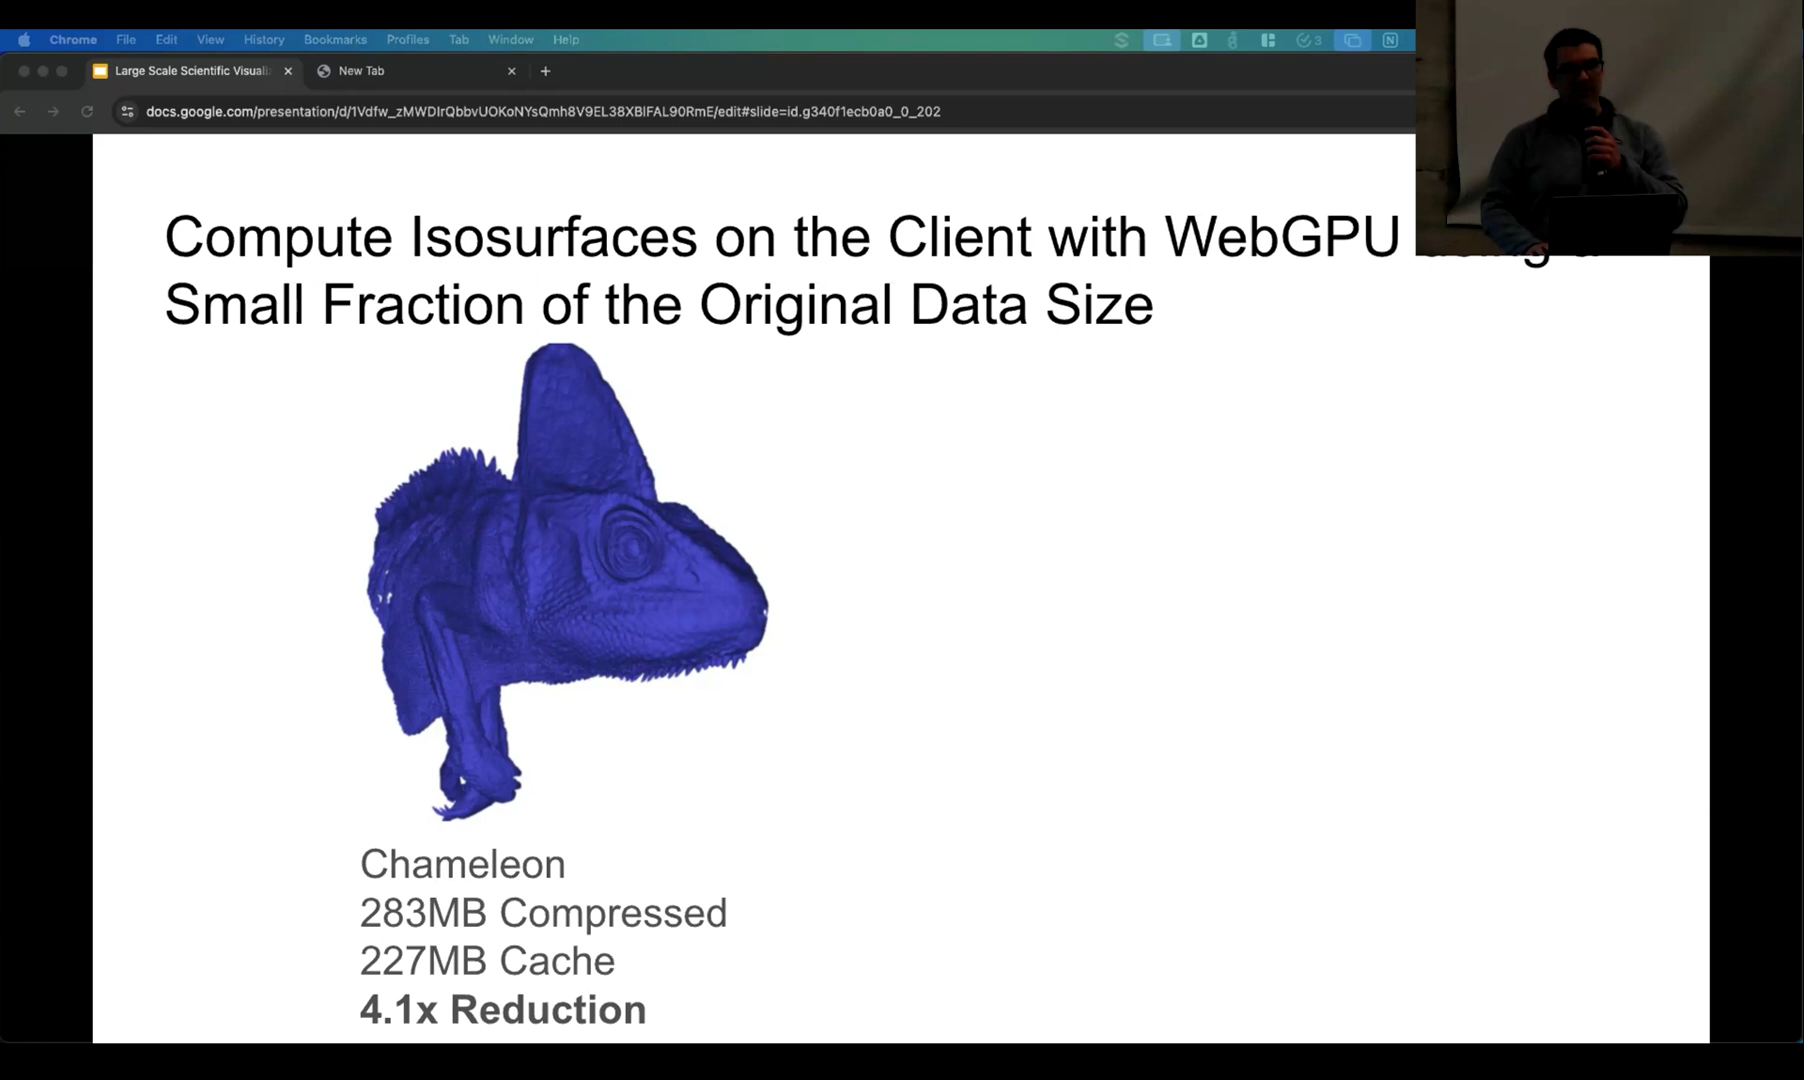 Chrome File Edit View History Bookmarks Profiles Tab Window Help 3
Large Scale Scientific Visuali New Tab
docs.google.com/presentation/d/1Vdfw_zMWDIrQbbvUOKoNYsQmh8V9EL38XBIFAL90RmE/edit#slide=id.g340f1ecb0a0_0_202
Compute Isosurfaces on the Client with WebGPU
Small Fraction of the Original Data Size
Chameleon
283MB Compressed
227MB Cache
4.1x Reduction